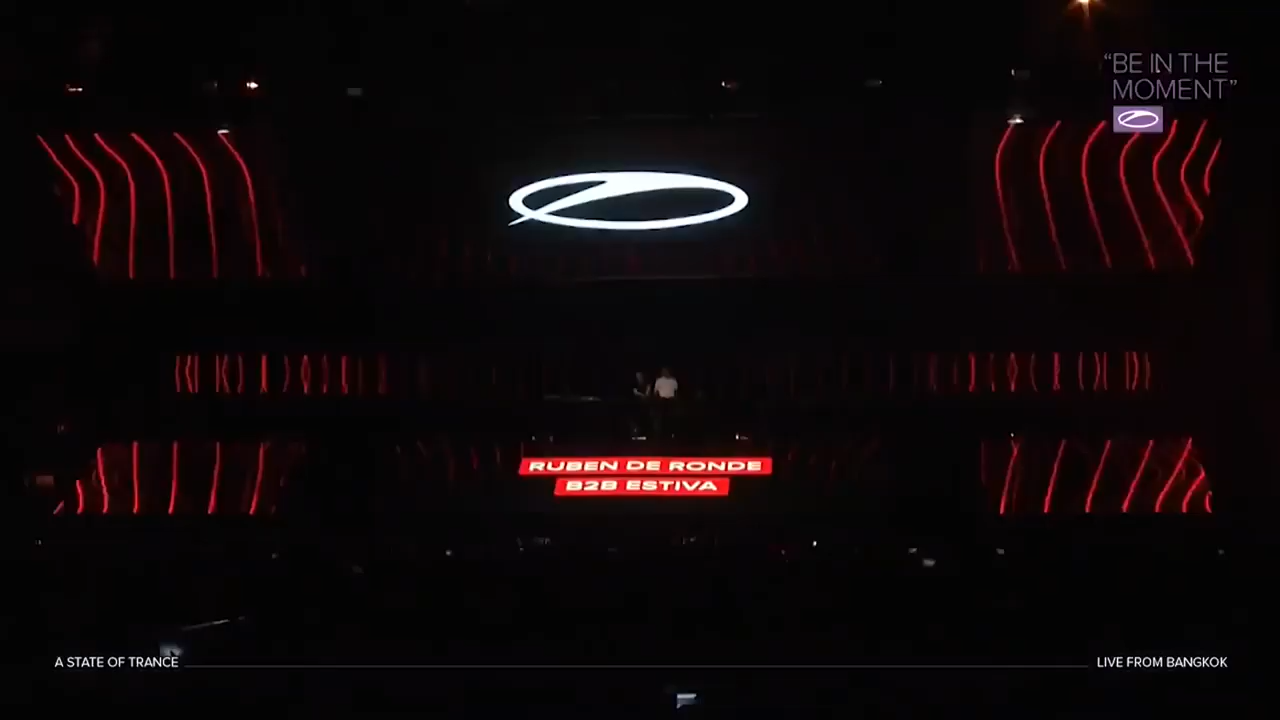 “BE IN THE
MOMENT”
RUBEN DE RONDE
B2B ESTIVA
A STATE OF TRANCE
LIVE FROM BANGKOK